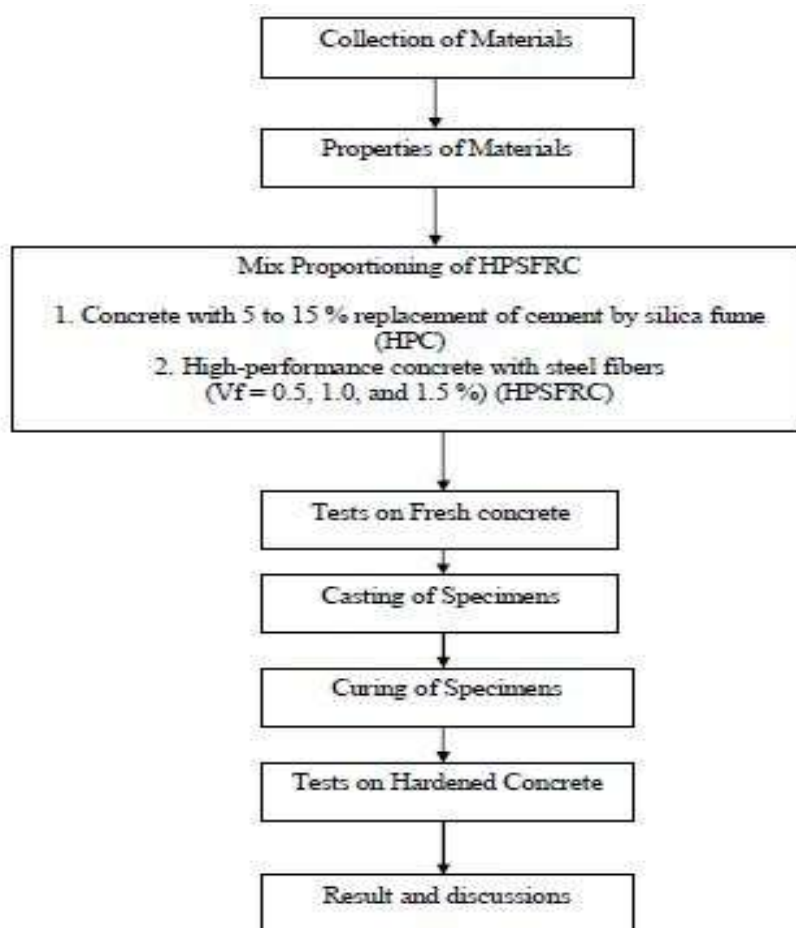 Collection of Materials
Properties of Materials
Mix Proportioning of HPSFRC
1. Concrete with 5 to 15 % replacement of cement by silica fume
(HPC)
2. High-performance concrete with steel fibers
(Vf = 0.5, 1.0, and 1.5 %) (HPSFRC)
Tests on Fresh concrete
Casting of Specimens
Curing of Specimens
Tests on Hardened Concrete
Result and discussions